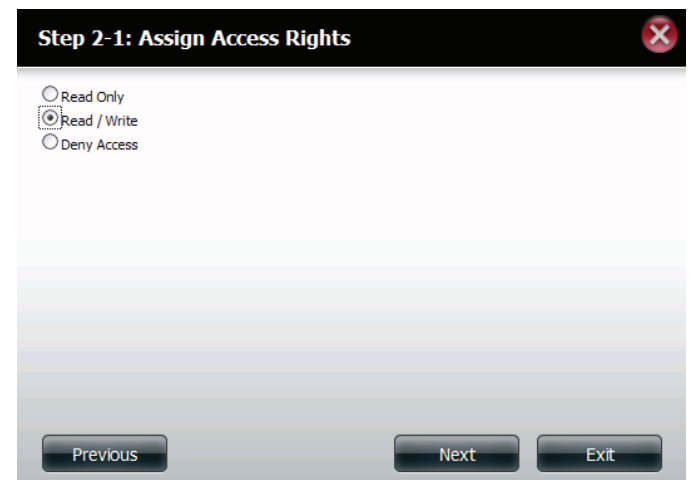 Step 2-1: Assign Access Rights
Read Only
Read / Write
Deny Access
Previous Next Exit